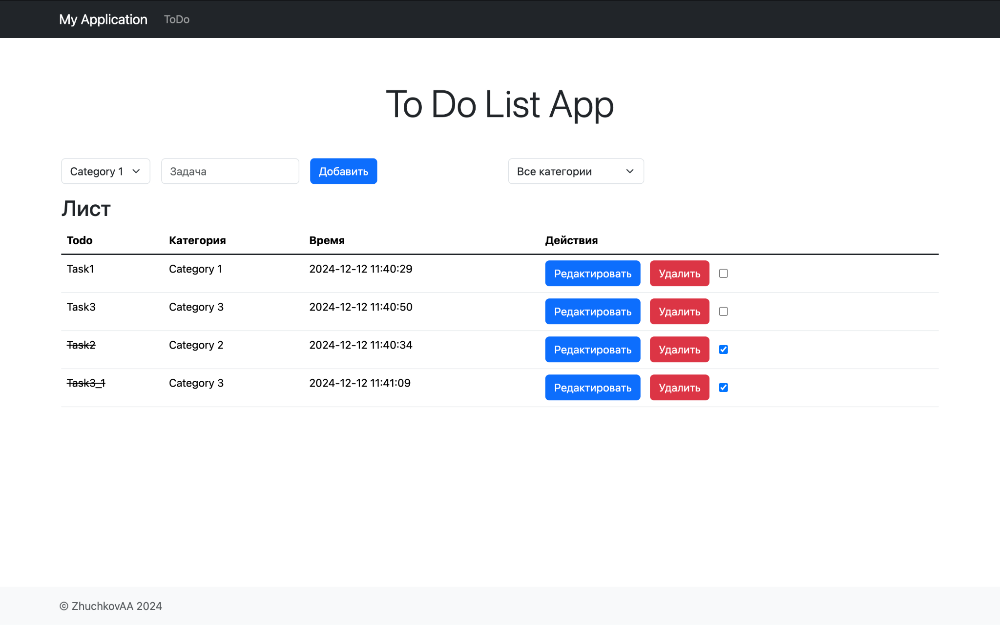 My Application ToDo
To Do List App
Category 1 Задача Добавить Все категории
Лист
Todo Категория Время Действия
Task1 Category 1 2024-12-12 11:40:29 Редактировать Удалить
Task3 Category 3 2024-12-12 11:40:50 Редактировать Удалить
Task2 Category 2 2024-12-12 11:40:34 Редактировать Удалить
Task3_1 Category 3 2024-12-12 11:41:09 Редактировать Удалить
© ZhuchkovAA 2024